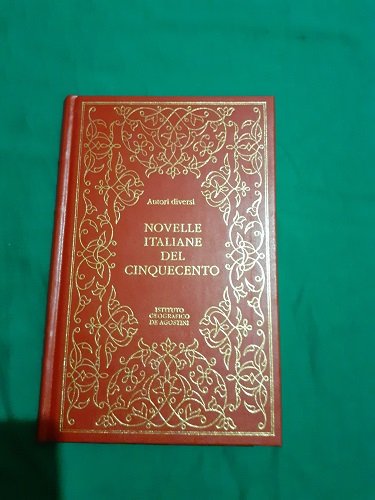 Autori diversi
NOVELLE
ITALIANE
DEL
CINQUECENTO
ISTITUTO
GEOGRAFICO
DE AGOSTINI